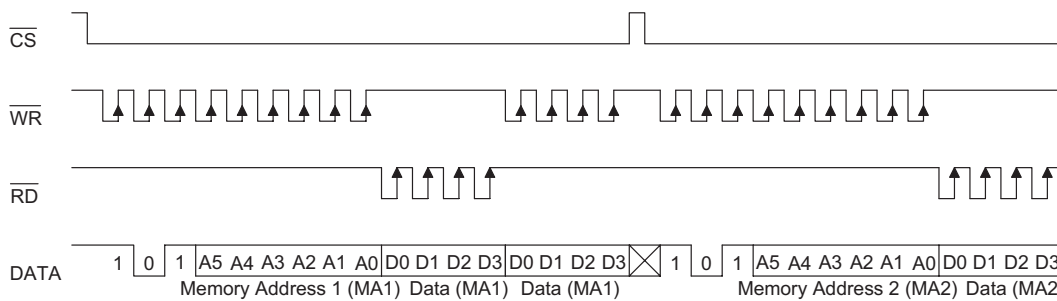 CS
WR
RD
DATA 1 0 1 A5 A4 A3 A2 A1 A0 D0 D1 D2 D3 D0 D1 D2 D3 1 0 1 A5 A4 A3 A2 A1 A0 D0 D1 D2 D3
Memory Address 1 (MA1) Data (MA1) Data (MA1) Memory Address 2 (MA2) Data (MA2